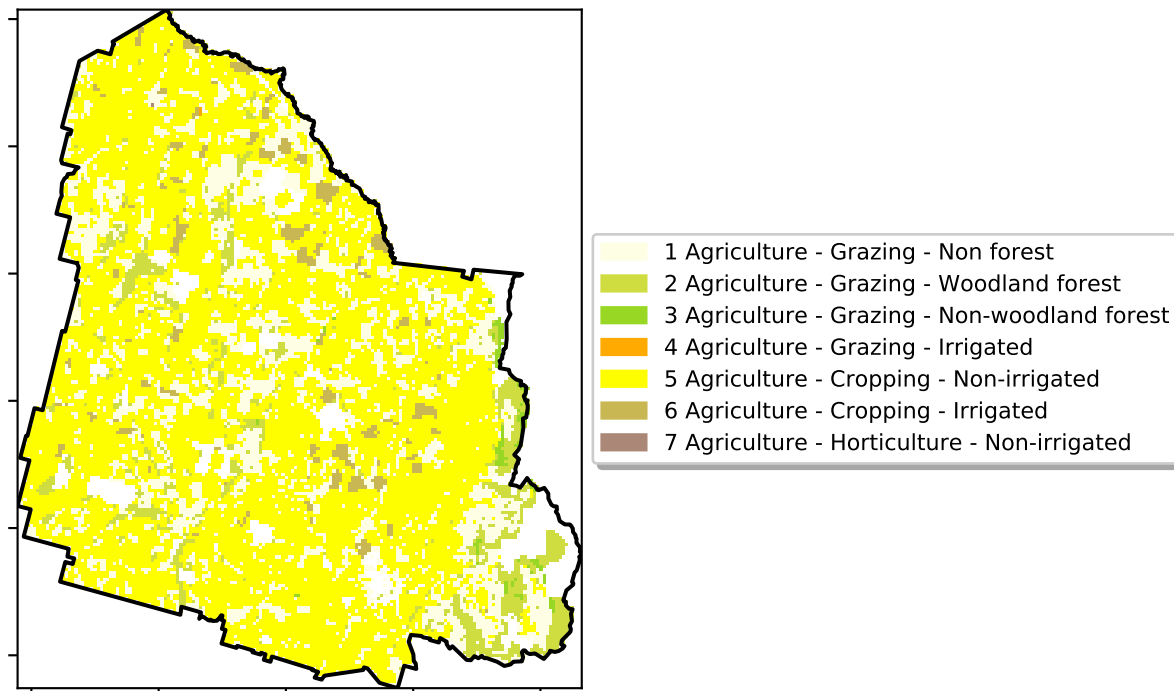 1 Agriculture - Grazing - Non forest
2 Agriculture - Grazing - Woodland forest
3 Agriculture - Grazing - Non-woodland forest
4 Agriculture - Grazing - Irrigated
5 Agriculture - Cropping - Non-irrigated
6 Agriculture - Cropping - Irrigated
7 Agriculture - Horticulture - Non-irrigated